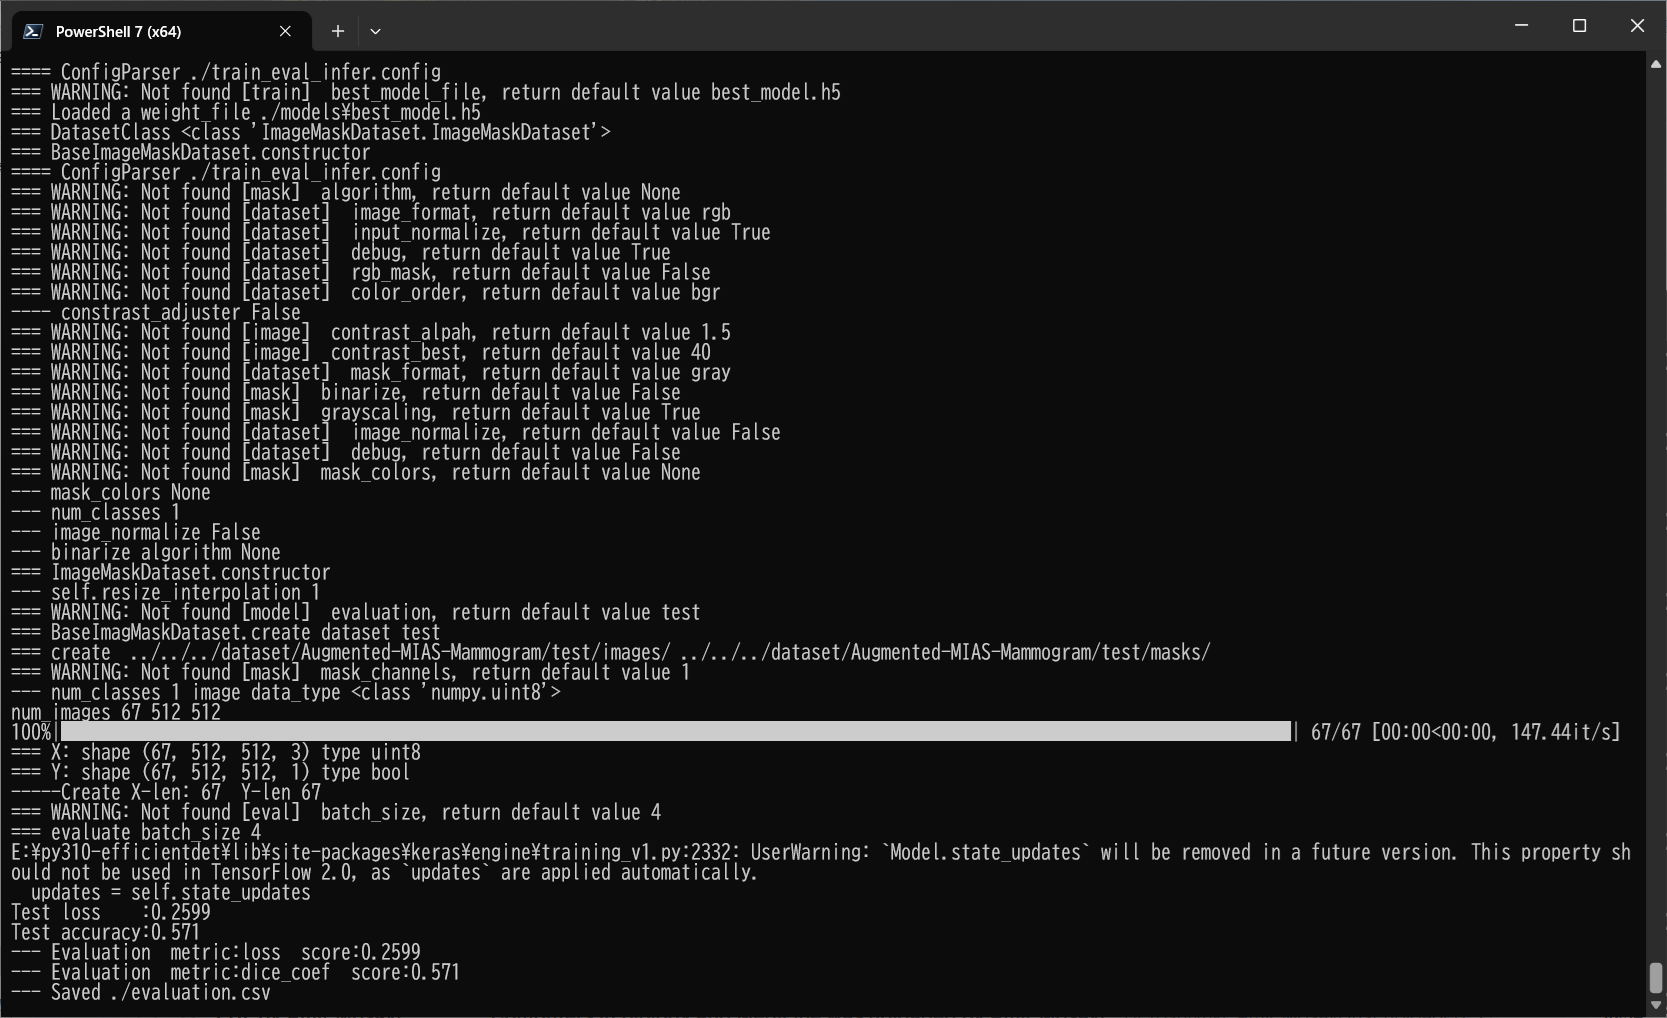 PowerShell 7 (x64)
==== ConfigParser ./train_eval_infer.config
=== WARNING: Not found [train]  best_model_file, return default value best_model.h5
=== Loaded a weight_file ./models¥best_model.h5
=== DatasetClass <class 'ImageMaskDataset.ImageMaskDataset'>
=== BaseImageMaskDataset.constructor
==== ConfigParser ./train_eval_infer.config
=== WARNING: Not found [mask]  algorithm, return default value None
=== WARNING: Not found [dataset]  image_format, return default value rgb
=== WARNING: Not found [dataset]  input_normalize, return default value True
=== WARNING: Not found [dataset]  debug, return default value True
=== WARNING: Not found [dataset]  rgb_mask, return default value False
=== WARNING: Not found [dataset]  color_order, return default value bgr
---- constrast_adjuster False
=== WARNING: Not found [image]  contrast_alpah, return default value 1.5
=== WARNING: Not found [image]  contrast_best, return default value 40
=== WARNING: Not found [dataset]  mask_format, return default value gray
=== WARNING: Not found [mask]  binarize, return default value False
=== WARNING: Not found [mask]  grayscaling, return default value True
=== WARNING: Not found [dataset]  image_normalize, return default value False
=== WARNING: Not found [dataset]  debug, return default value False
=== WARNING: Not found [mask]  mask_colors, return default value None
--- mask_colors None
--- num_classes 1
--- image_normalize False
--- binarize algorithm None
=== ImageMaskDataset.constructor
--- self.resize_interpolation 1
=== WARNING: Not found [model]  evaluation, return default value test
=== BaseImagMaskDataset.create dataset test
=== create  ../../../dataset/Augmented-MIAS-Mammogram/test/images/ ../../../dataset/Augmented-MIAS-Mammogram/test/masks/
=== WARNING: Not found [mask]  mask_channels, return default value 1
--- num_classes 1 image data_type <class 'numpy.uint8'>
num_images 67 512 512
100%|| 67/67 [00:00<00:00, 147.44it/s]
=== X: shape (67, 512, 512, 3) type uint8
=== Y: shape (67, 512, 512, 1) type bool
-----Create X-len: 67  Y-len 67
=== WARNING: Not found [eval]  batch_size, return default value 4
=== evaluate batch_size 4
E:¥py310-efficientdet¥lib¥site-packages¥keras¥engine¥training_v1.py:2332: UserWarning: `Model.state_updates` will be removed in a future version. This property sh
ould not be used in TensorFlow 2.0, as `updates` are applied automatically.
  updates = self.state_updates
Test loss    :0.2599
Test accuracy:0.571
--- Evaluation  metric:loss  score:0.2599
--- Evaluation  metric:dice_coef  score:0.571
--- Saved ./evaluation.csv